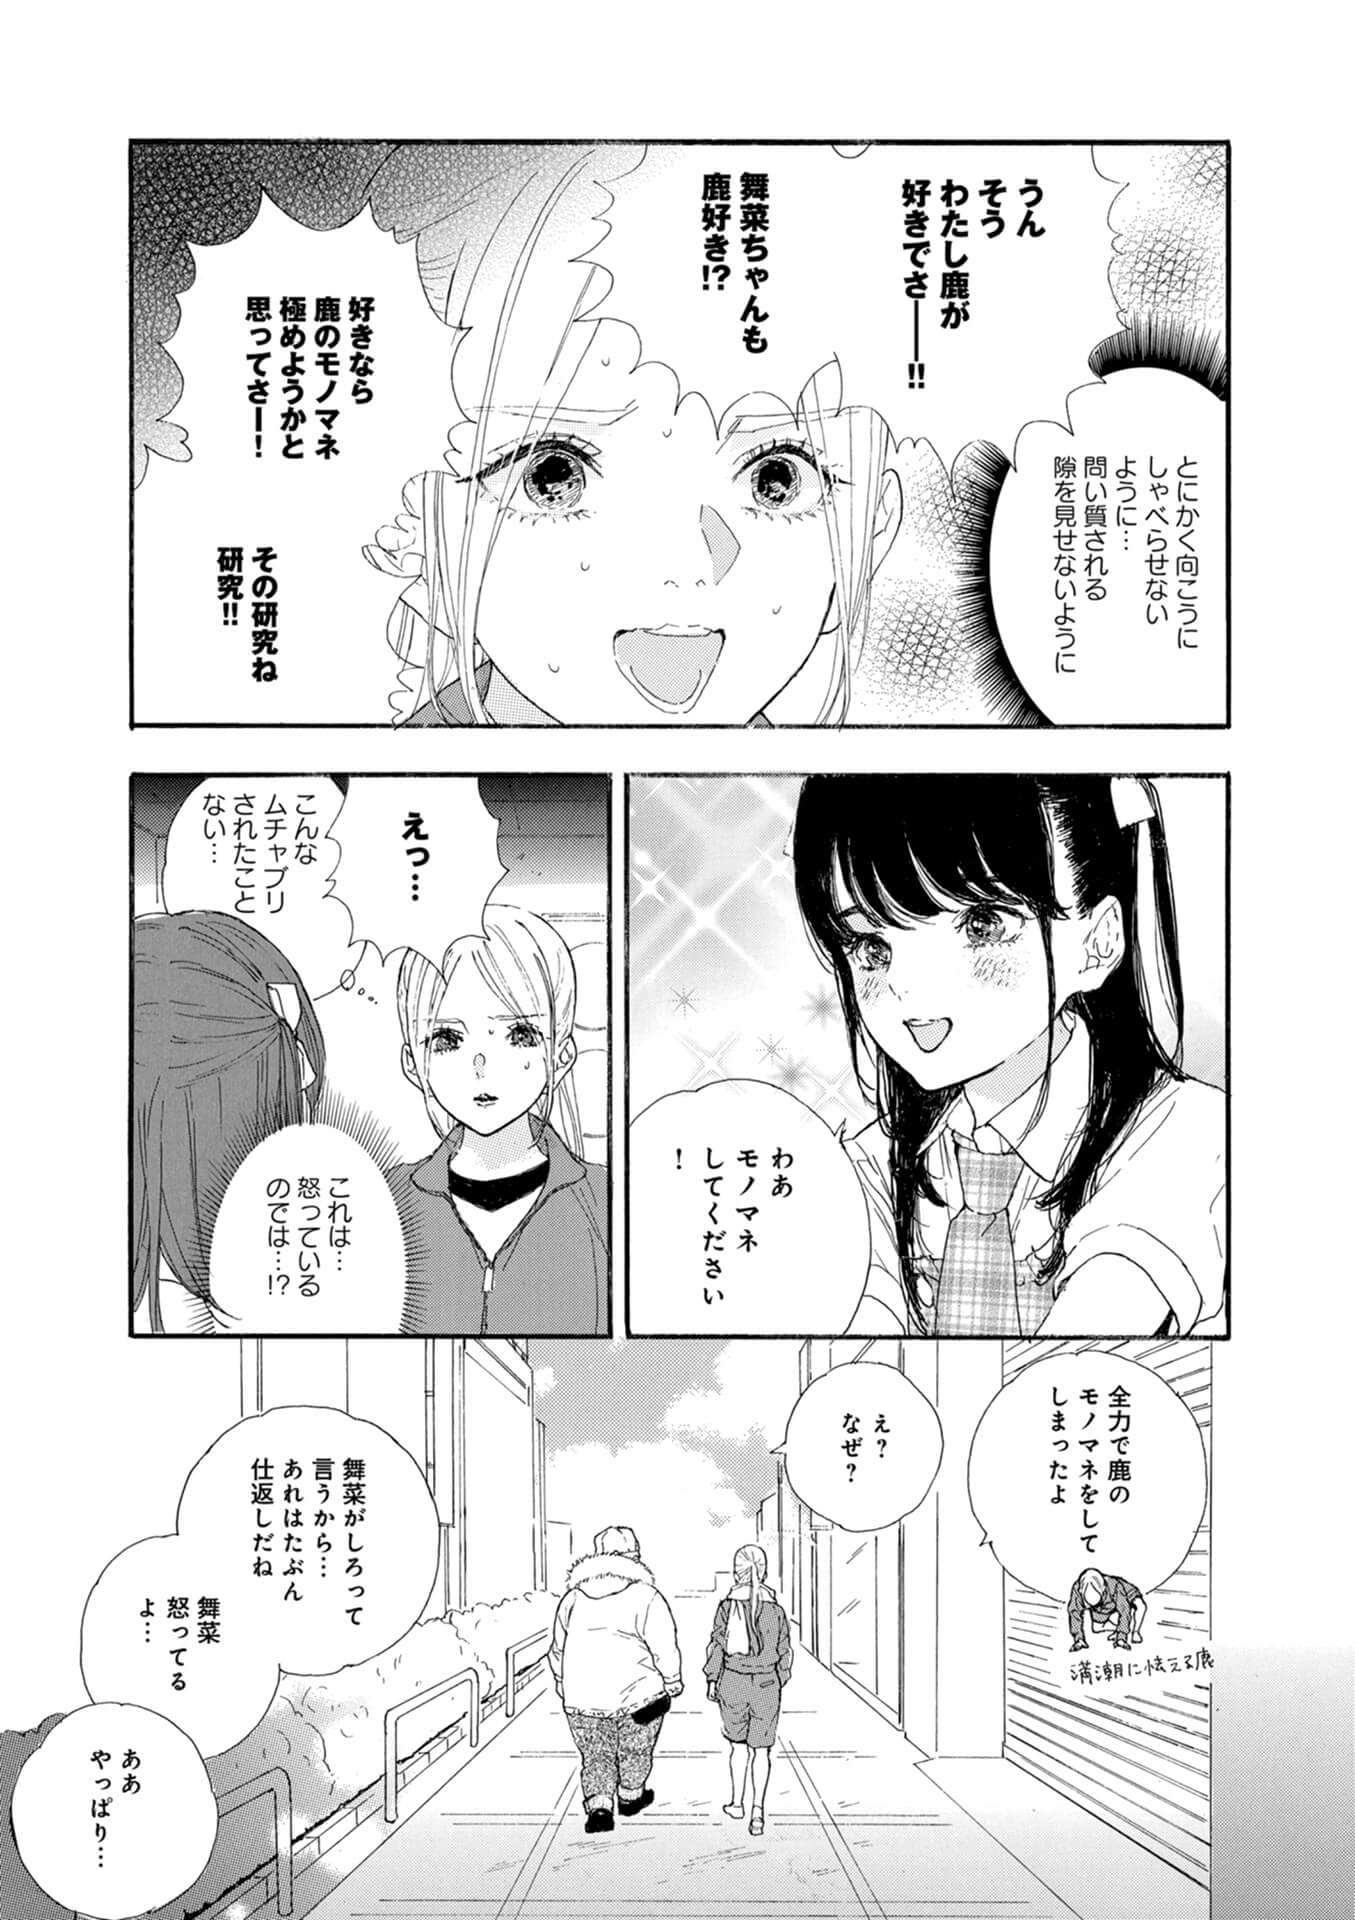 とにかく向こうに
しゃべらせない
ように…
問い質される
隙を見せないように
うん
そう
わたし鹿が
好きでさ――!!
舞菜ちゃんも
鹿好き!?
好きなら
鹿のモノマネ
極めようかと
思ってさー!
その研究ね
研究!!
わあ
モノマネ
してください
!
えっ…
こんな
ムチャブリ
されたこと
ない…
これは…
怒っている
のでは…!?
全力で鹿の
モノマネをして
しまったよ
満潮に怯える鹿
え?
なぜ?
舞菜がしろって
言うから…
あれはたぶん
仕返しだね
舞菜
怒ってる
よ…
ああ
やっぱり…